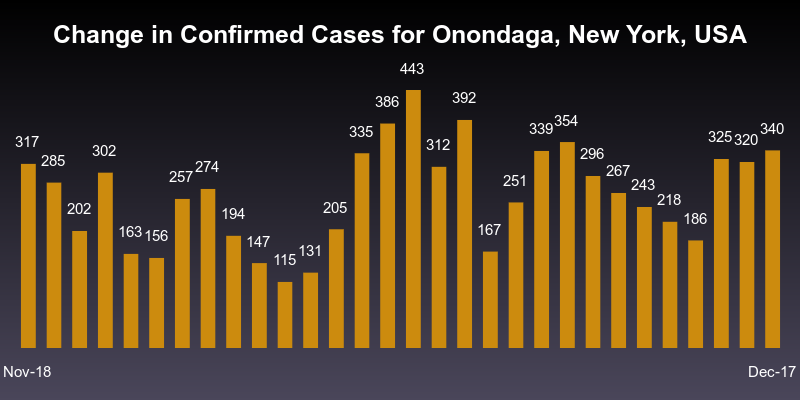 Change in Confirmed Cases for Onondaga, New York, USA
317 285 202 302 163 156 257 274 194 147 115 131 205 335 386 443 312 392 167 251 339 354 296 267 243 218 186 325 320 340
Nov-18 Dec-17